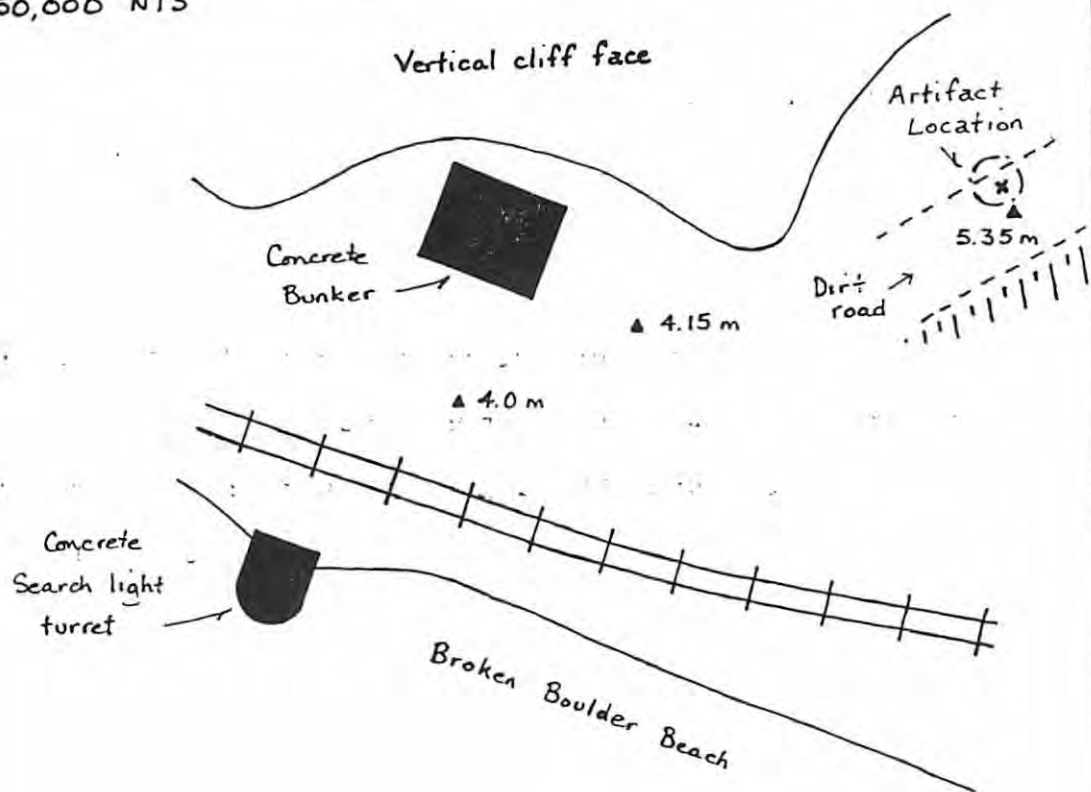 Vertical cliff face
Artifact
Location
5.35 m
Concrete
Bunker
Dirt
road
4.15 m
4.0 m
Concrete
Search light
turret
Broken Boulder Beach